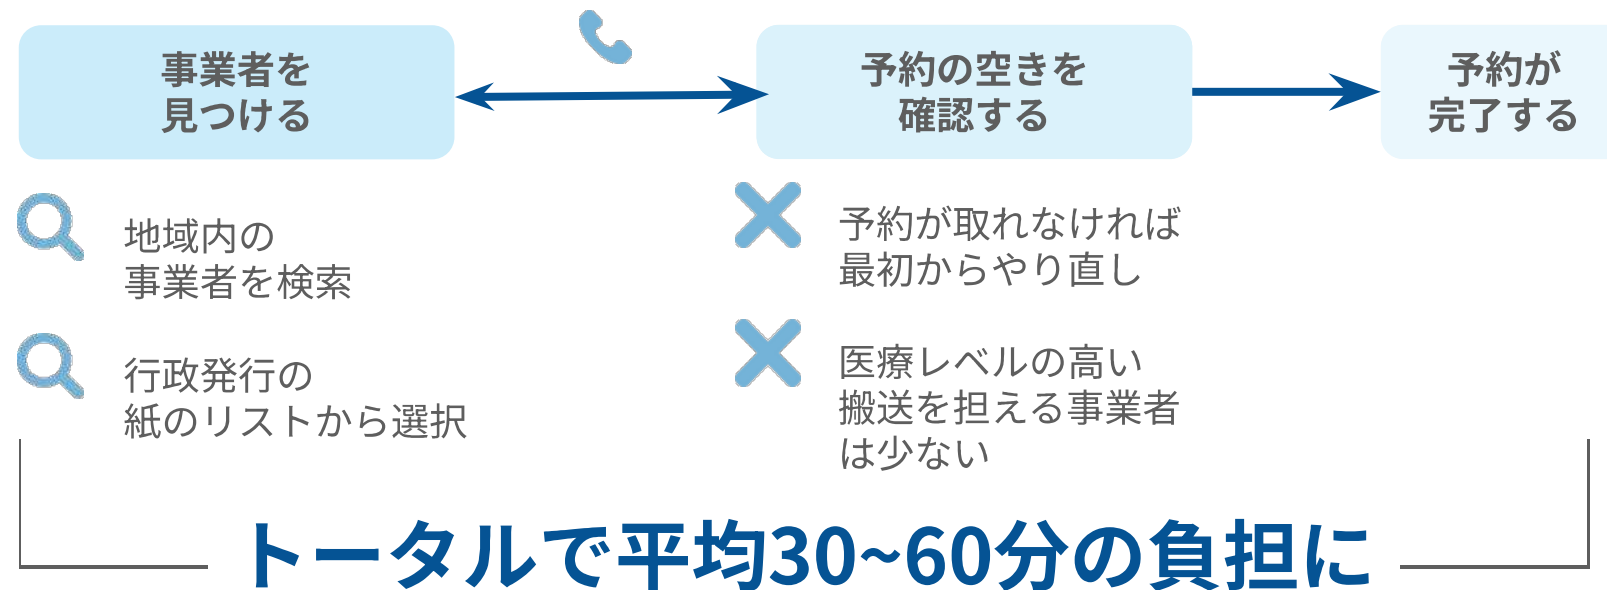 事業者を
見つける
予約の空きを
確認する
予約が
完了する
地域内の
事業者を検索
行政発行の
紙のリストから選択
予約が取れなければ
最初からやり直し
医療レベルの高い
搬送を担える事業者
は少ない
トータルで平均30~60分の負担に